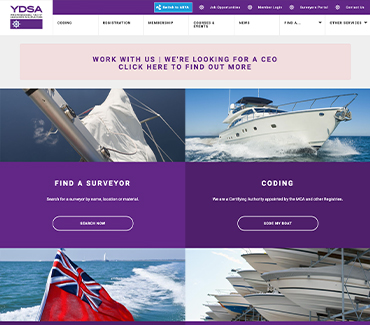 YDSA
Switch to ABYA
Job Opportunities
Member Login
Surveyors Portal
Contact Us
CODING
REGISTRATION
MEMBERSHIP
COURSES & EVENTS
NEWS
FIND A...
OTHER SERVICES
WORK WITH US | WE'RE LOOKING FOR A CEO
CLICK HERE TO FIND OUT MORE
FIND A SURVEYOR
Search for a surveyor by name, location or material.
SEARCH NOW
CODING
We are a Certifying Authority appointed by the MCA and other Registries.
CODE MY BOAT